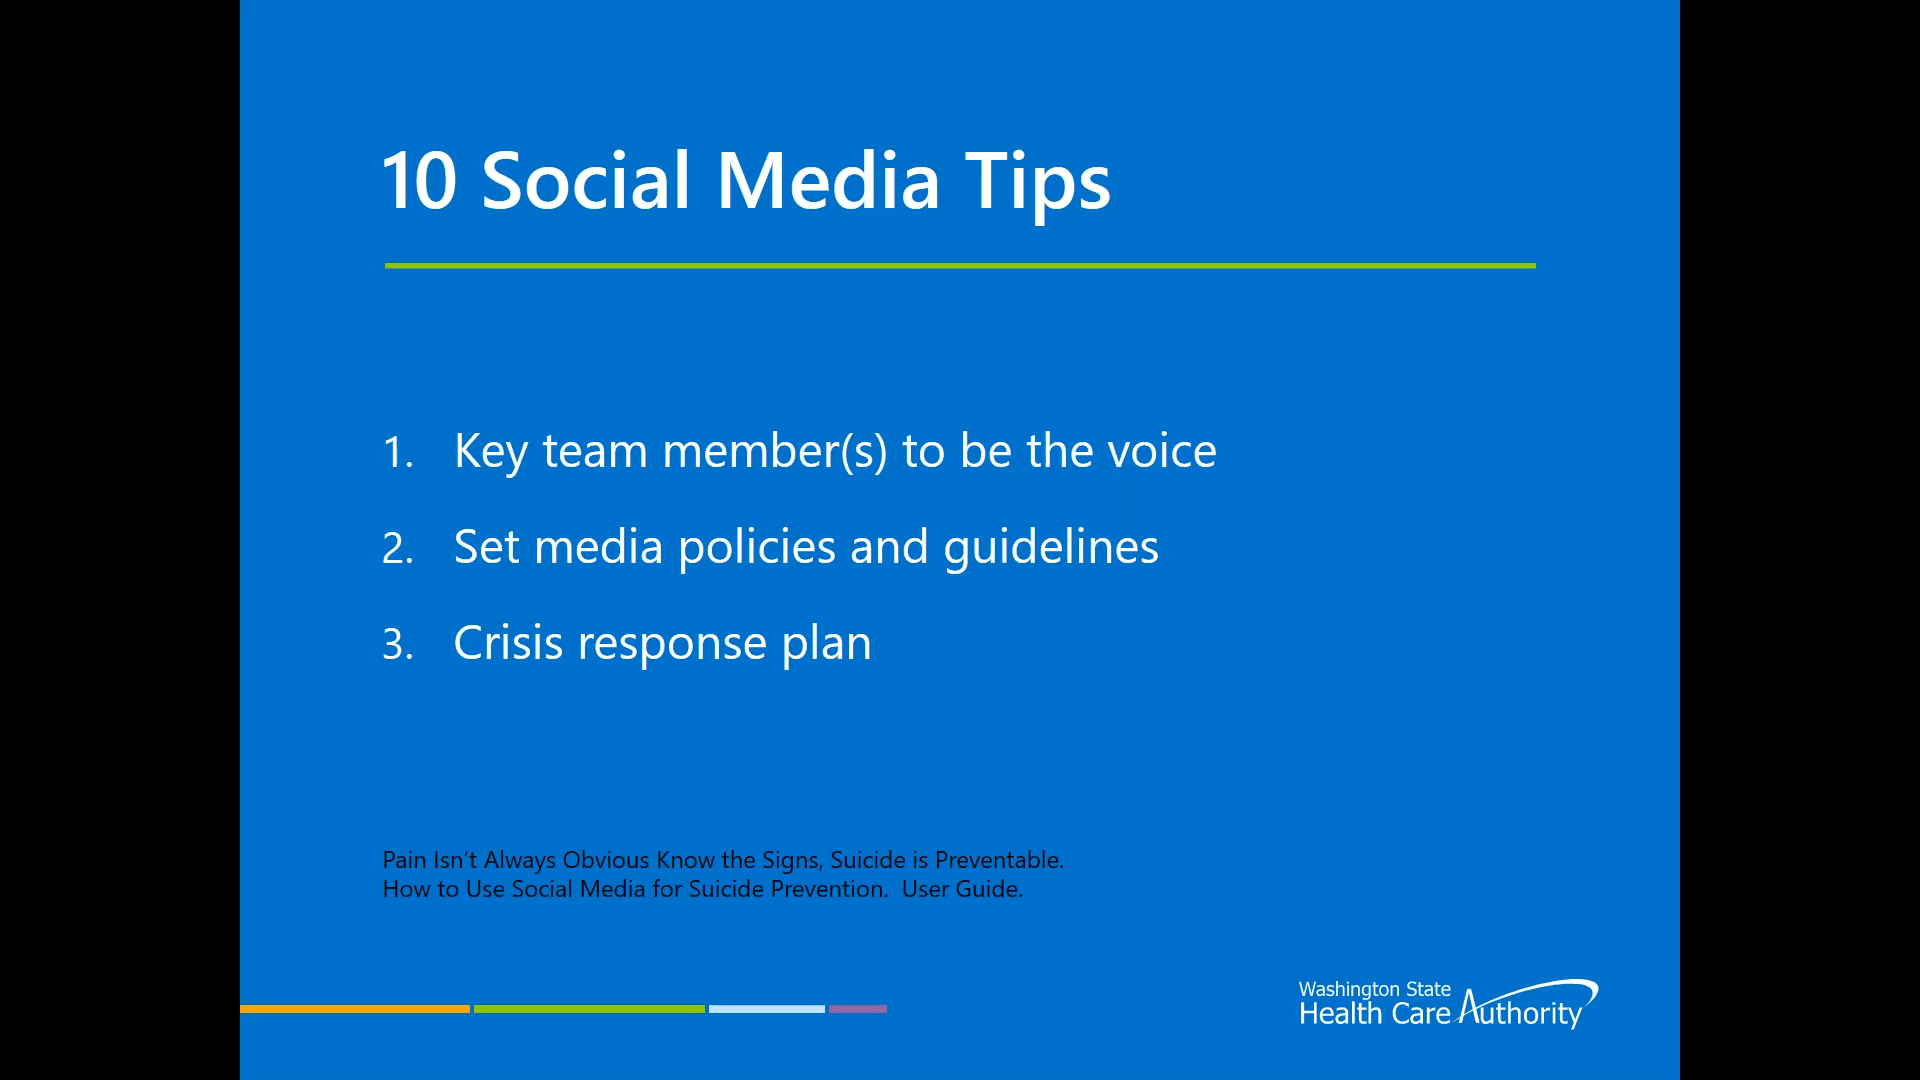 10 Social Media Tips
1. Key team member(s) to be the voice
2. Set media policies and guidelines
3. Crisis response plan
Pain Isn’t Always Obvious Know the Signs, Suicide is Preventable.
How to Use Social Media for Suicide Prevention.  User Guide.
Washington State
Health Care Authority